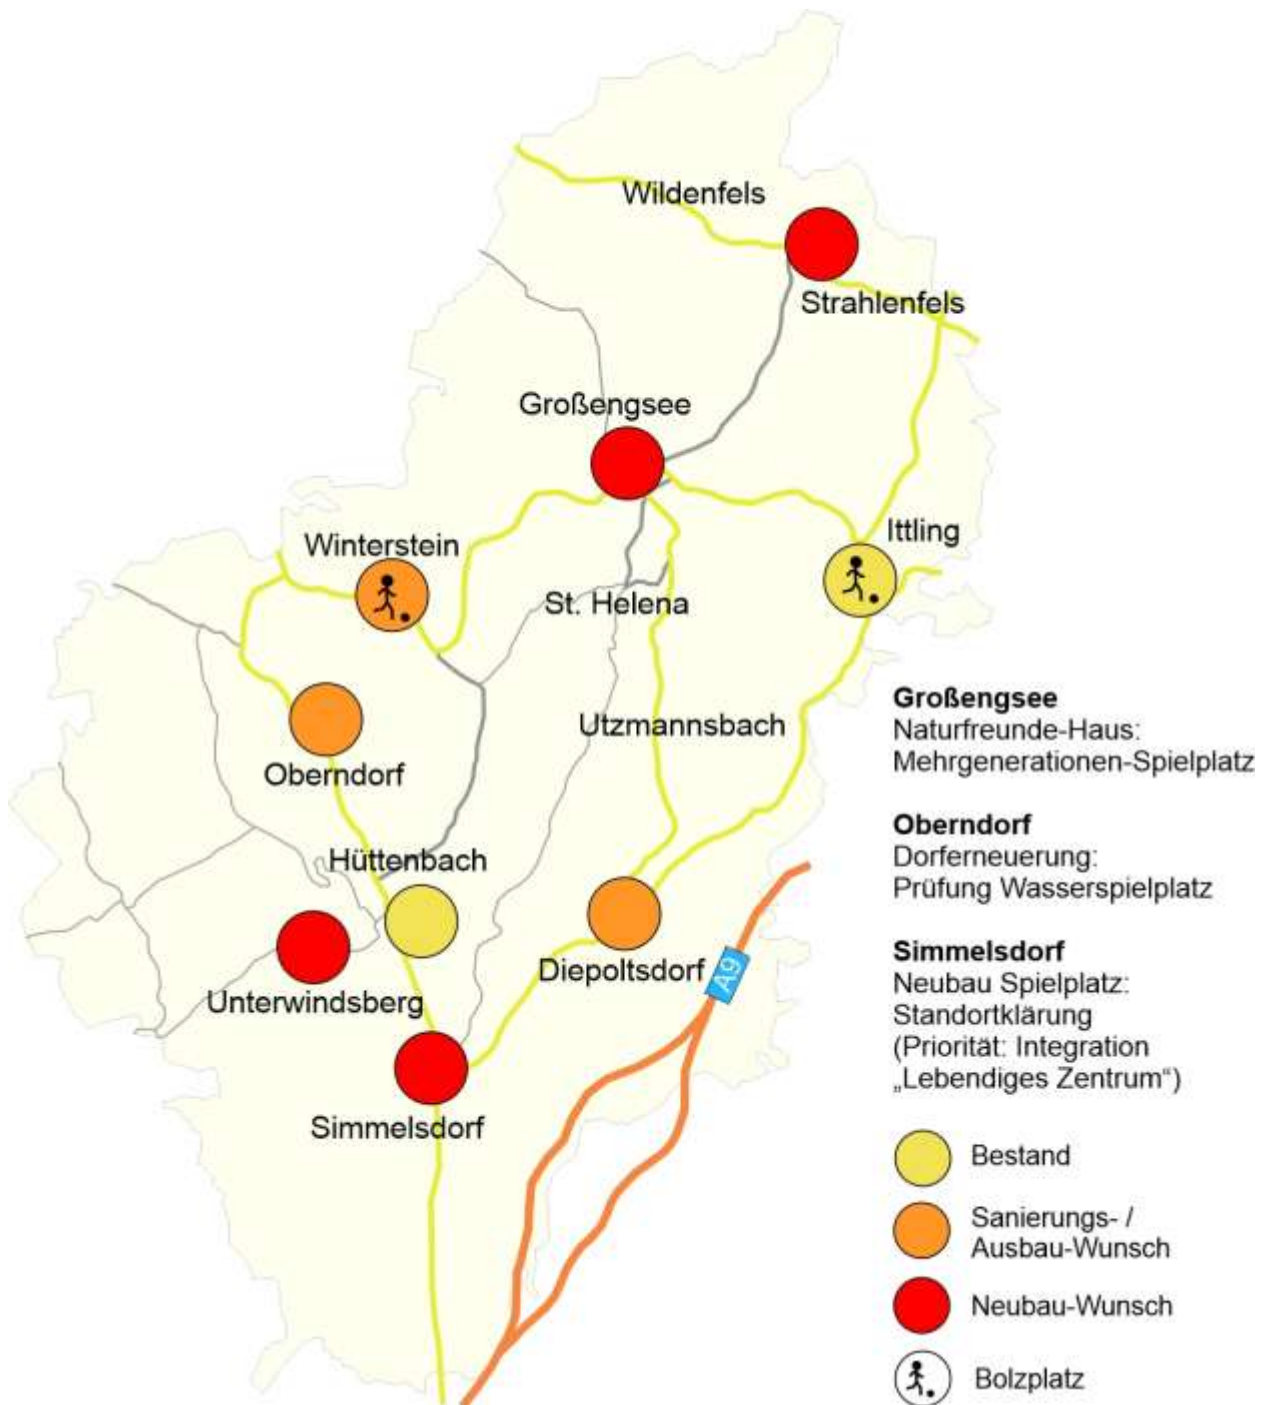 Wildenfels
Strahlenfels
Großengsee
Ittling
Winterstein
St. Helena
Utzmannsbach
Oberndorf
Hüttenbach
Diepoltsdorf
A9
Unterwindsberg
Simmelsdorf
Großengsee
Naturfreunde-Haus:
Mehrgenerationen-Spielplatz
Oberndorf
Dorferneuerung:
Prüfung Wasserspielplatz
Simmelsdorf
Neubau Spielplatz:
Standortklärung
(Priorität: Integration
„Lebendiges Zentrum“)
Bestand
Sanierungs- /
Ausbau-Wunsch
Neubau-Wunsch
Bolzplatz